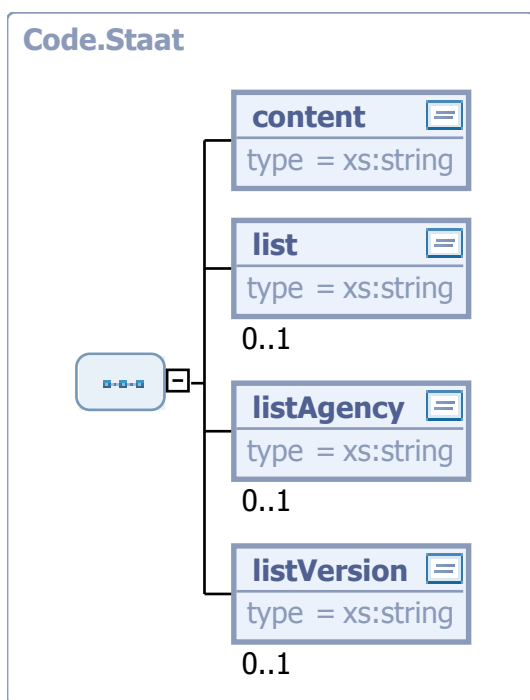 Code.Staat
content
type = xs:string
list
type = xs:string
0..1
listAgency
type = xs:string
0..1
listVersion
type = xs:string
0..1